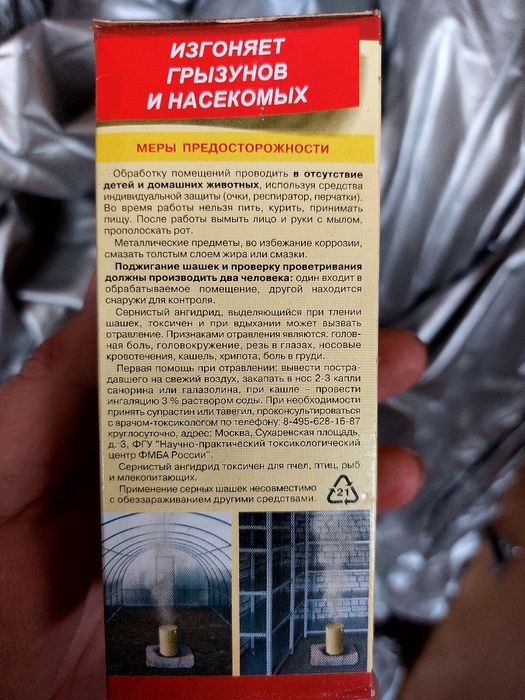 ИЗГОНЯЕТ
ГРЫЗУНОВ
И НАСЕКОМЫХ
МЕРЫ ПРЕДОСТОРОЖНОСТИ
Обработку помещений проводить в отсутствие
детей и домашних животных, используя средства
индивидуальной защиты (очки, респиратор, перчатки).
Во время работы нельзя пить, курить, принимать
пищу. После работы вымыть лицо и руки с мылом,
прополоскать рот.
Металлические предметы, во избежание коррозии,
смазать толстым слоем жира или смазки.
Поджигание шашек и проверку проветривания
должны производить два человека: один входит в
обрабатываемое помещение, другой находится
снаружи для контроля.
Сернистый ангидрид, выделяющийся при тлении
шашек, токсичен и при вдыхании может вызвать
отравление. Признаками отравления являются: голов-
ная боль, головокружение, резь в глазах, носовые
кровотечения, кашель, хрипота, боль в груди.
Первая помощь при отравлении: вывести постра-
давшего на свежий воздух, закапать в нос 2-3 капли
санорина или галазолина, при кашле – провести
ингаляцию 3 % раствором соды. При необходимости
принять супрастин или тавегил, проконсультироваться
с врачом-токсикологом по телефону: 8-495-628-16-87
круглосуточно, адрес: Москва, Сухаревская площадь,
д. 3, ФГУ "Научно-практический токсикологический
центр ФМБА России".
Сернистый ангидрид токсичен для пчел, птиц, рыб
и млекопитающих.
Применение серных шашек несовместимо
с обеззараживанием другими средствами.
21